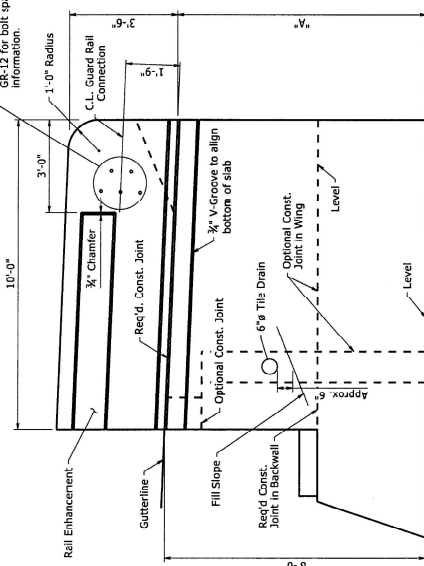 GR-12 for bolt sp
information.
1'-0" Radius
C.L. Guard Rail
Connection
3'-6"
"A"
1'-9"
10'-0"
3'-0"
¾" Chamfer
Req'd. Const. Joint
¾" V-Groove to align
bottom of slab
Rail Enhancement
Gutterline
Optional Const. Joint
6"ø Tile Drain
Optional Const.
Joint in Wing
Level
Level
Fill Slope
Approx. 6"
Req'd Const.
Joint in Backwall